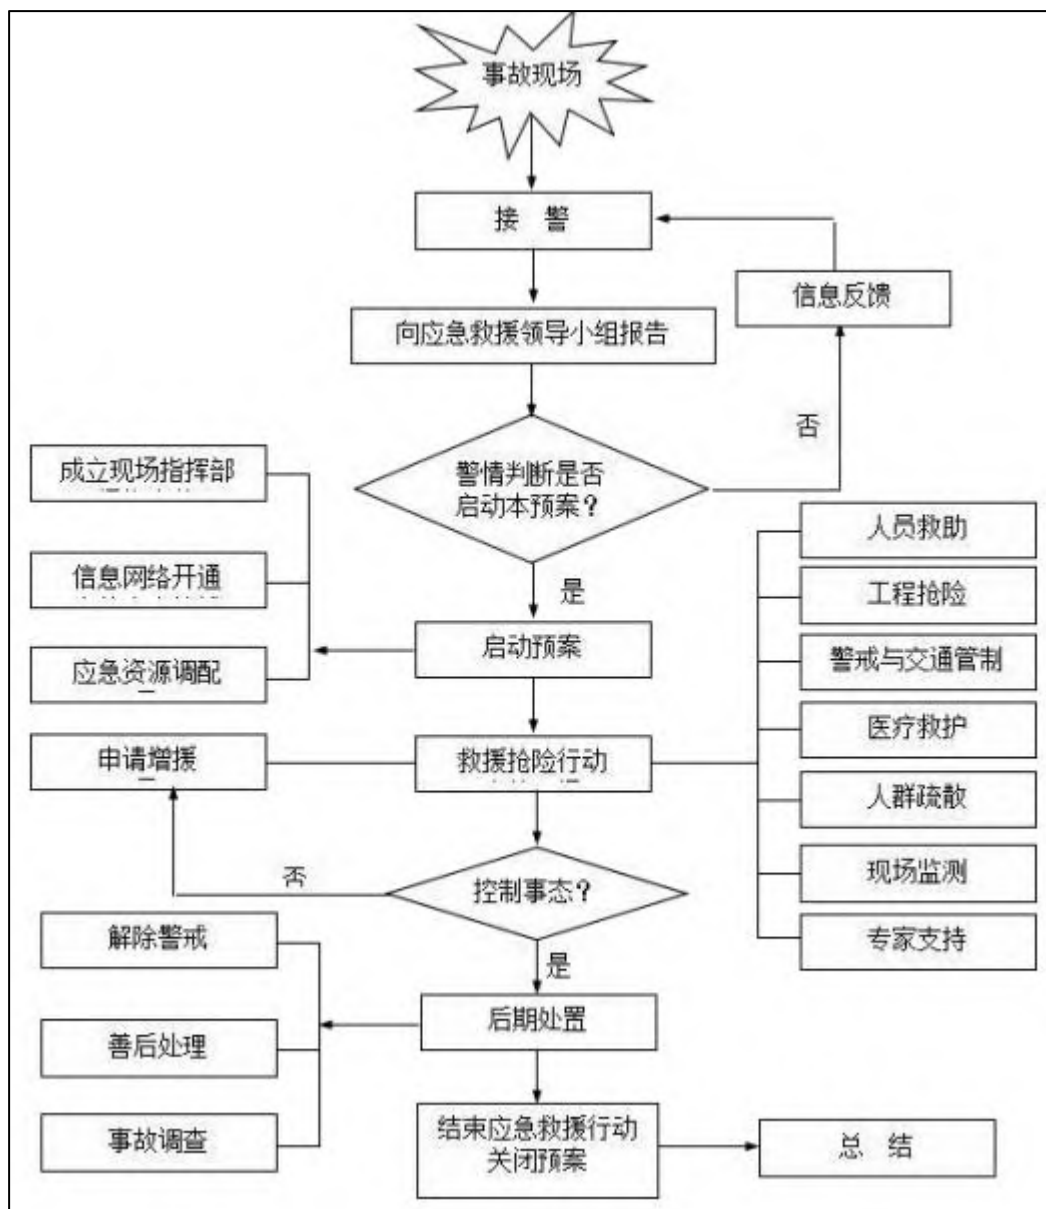 事故现场
接 警
信息反馈
向应急救援领导小组报告
否
警情判断是否
启动本预案？
成立现场指挥部
人员救助
信息网络开通
是
工程抢险
启动预案
警戒与交通管制
应急资源调配
医疗救护
申请增援
救援抢险行动
人群疏散
否
控制事态？
现场监测
解除警戒
专家支持
是
后期处置
善后处理
事故调查
结束应急救援行动
关闭预案
总 结